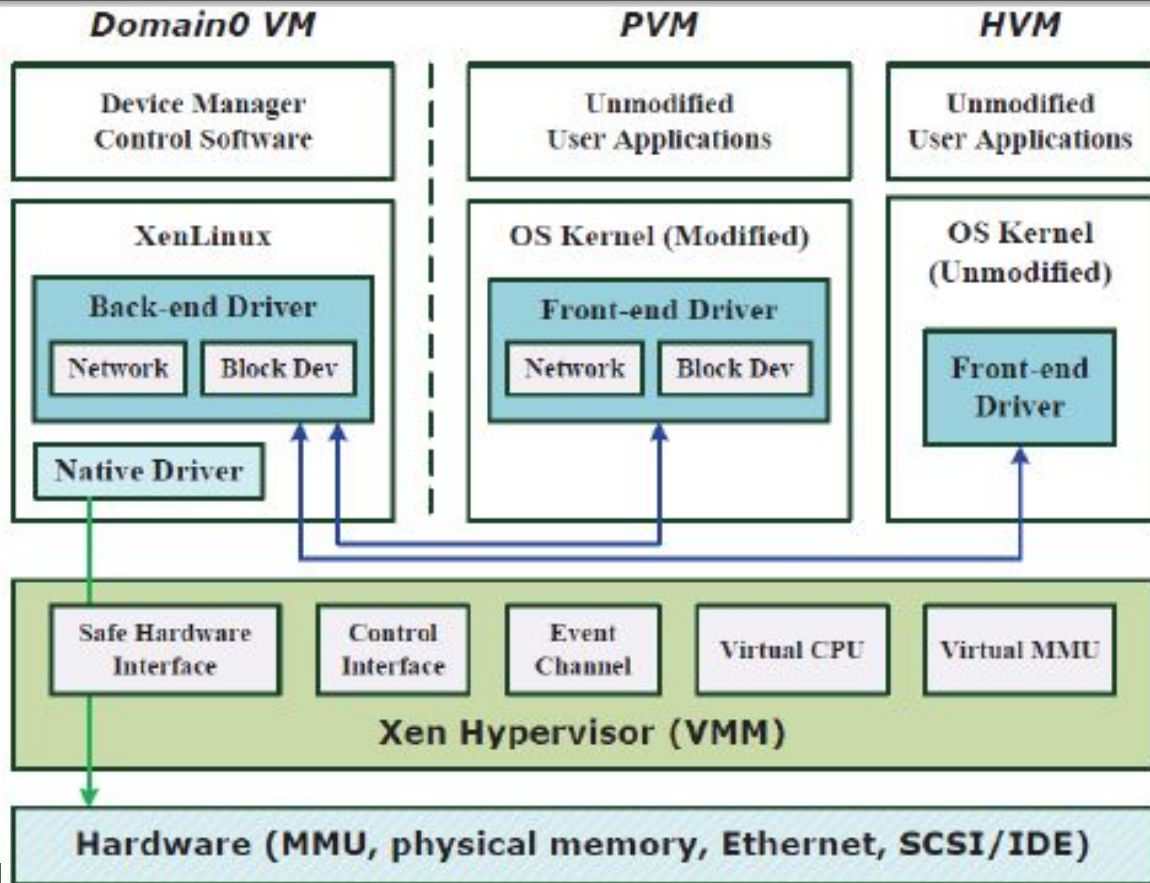 Domain0 VM
PVM
HVM
Device Manager
Control Software
Unmodified
User Applications
Unmodified
User Applications
XenLinux
Back-end Driver
Network
Block Dev
Native Driver
OS Kernel (Modified)
Front-end Driver
Network
Block Dev
OS Kernel
(Unmodified)
Front-end
Driver
Safe Hardware
Interface
Control
Interface
Event
Channel
Virtual CPU
Virtual MMU
Xen Hypervisor (VMM)
Hardware (MMU, physical memory, Ethernet, SCSI/IDE)